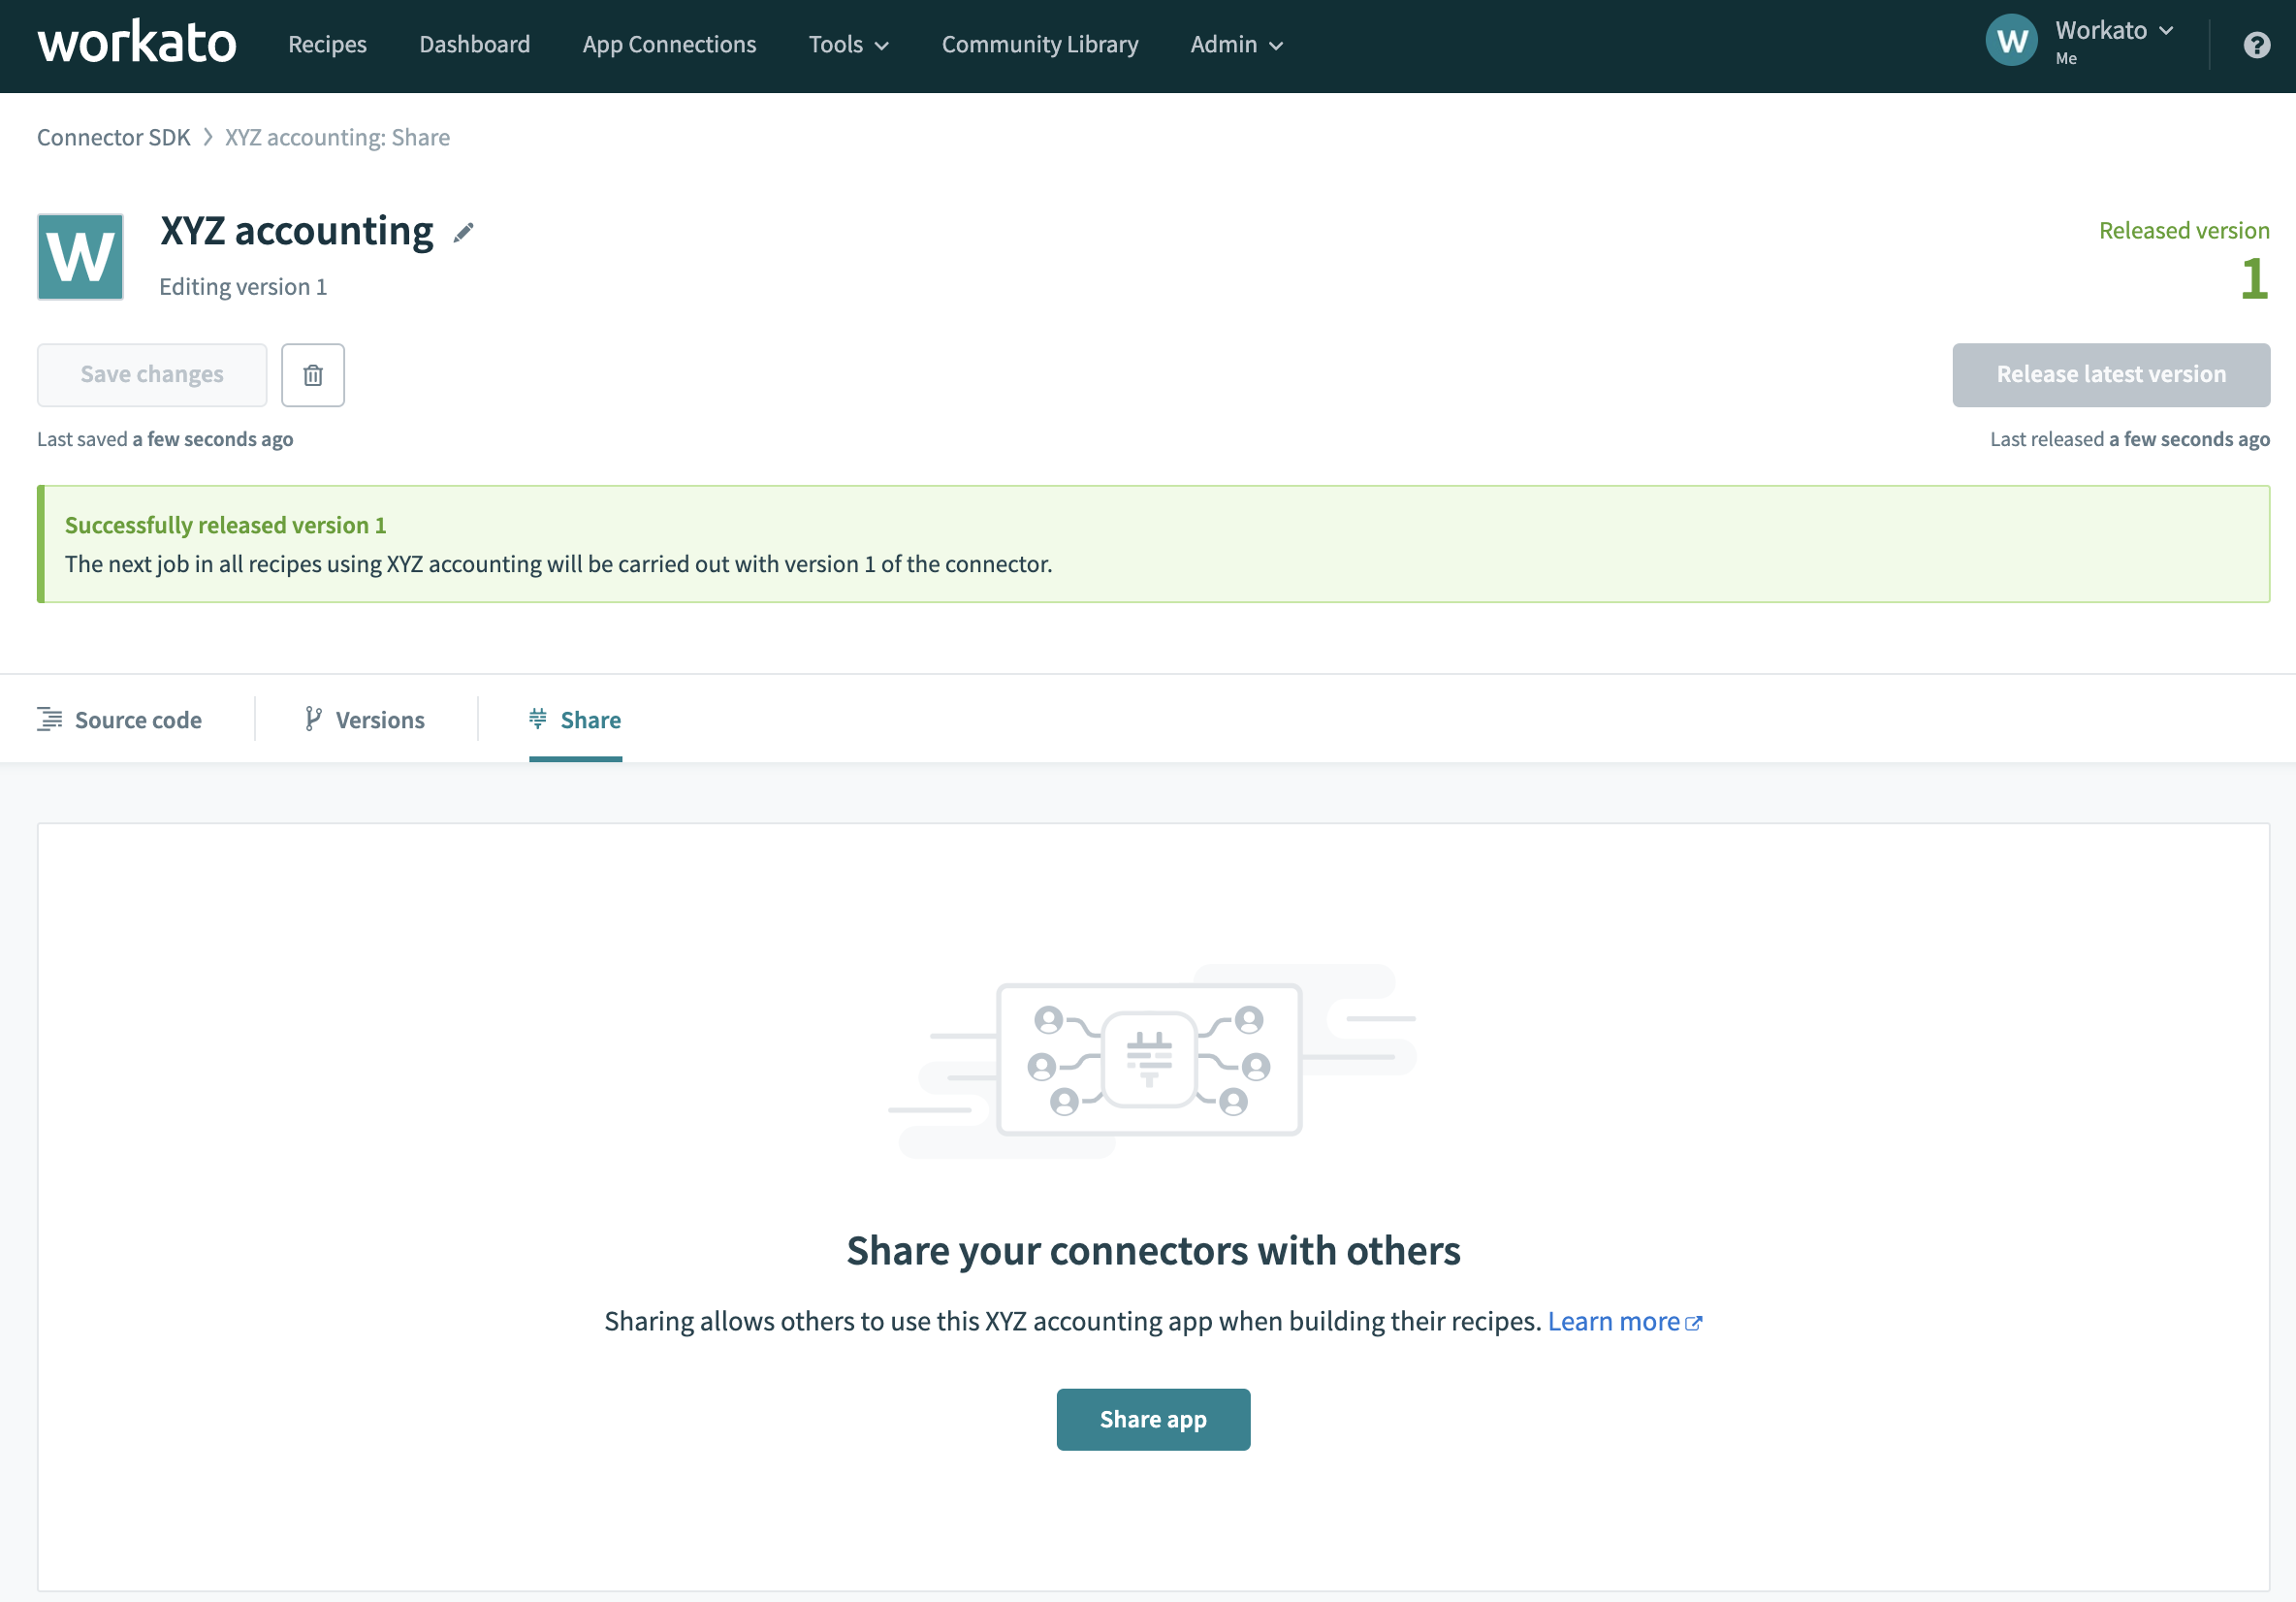 workato Recipes Dashboard App Connections Tools Community Library Admin W Workato ?
Me
Connector SDK XYZ accounting: Share
W XYZ accounting Released version
Editing version 1 1
Save changes Release latest version
Last saved a few seconds ago Last released a few seconds ago
Successfully released version 1
The next job in all recipes using XYZ accounting will be carried out with version 1 of the connector.
Source code Versions Share
Share your connectors with others
Sharing allows others to use this XYZ accounting app when building their recipes. Learn more
Share app